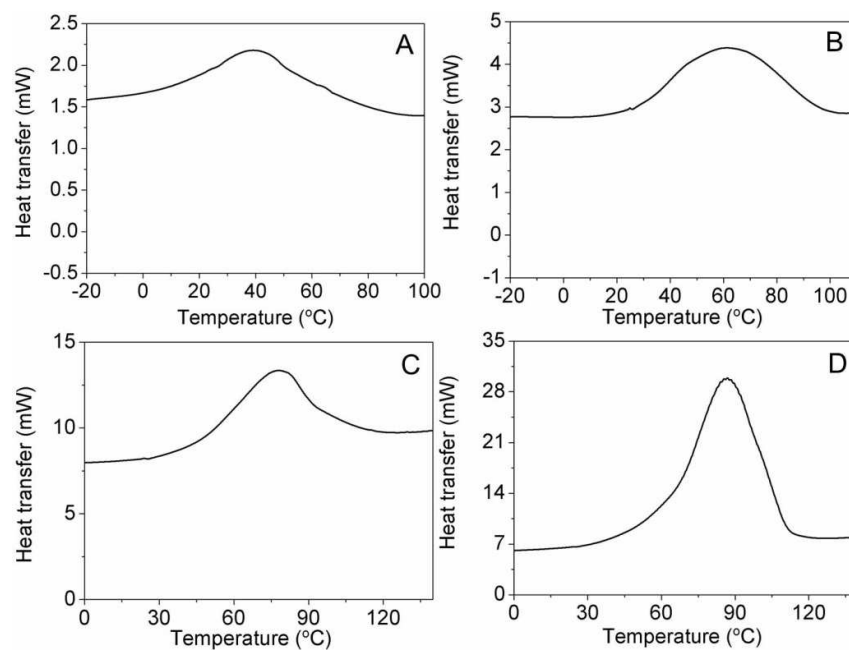 A
Heat transfer (mW)
2.5
2.0
1.5
1.0
0.5
0.0
-0.5
-20 0 20 40 60 80 100
Temperature (°C)
B
Heat transfer (mW)
5
4
3
2
1
0
-1
-20 0 20 40 60 80 100
Temperature (°C)
C
Heat transfer (mW)
15
10
5
0
0 30 60 90 120
Temperature (°C)
D
Heat transfer (mW)
35
28
21
14
7
0
0 30 60 90 120
Temperature (°C)